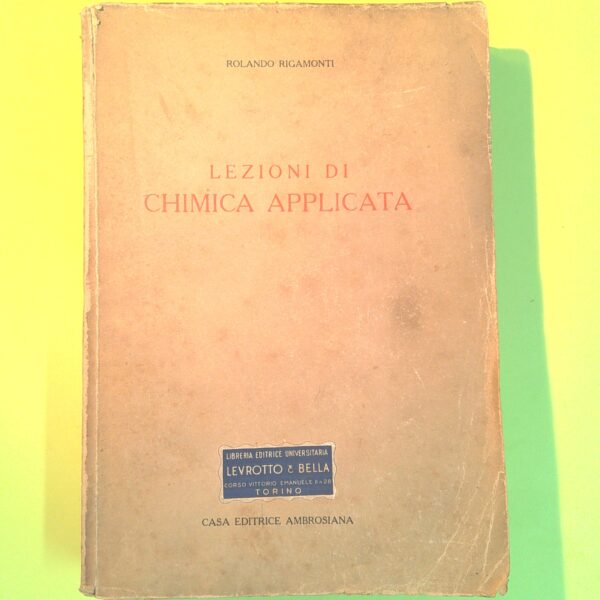 ROLANDO RIGAMONTI
LEZIONI DI
CHIMICA APPLICATA
LIBRERIA EDITRICE UNIVERSITARIA
LEVROTTO & BELLA
CORSO VITTORIO EMANUELE II N 26
TORINO
CASA EDITRICE AMBROSIANA